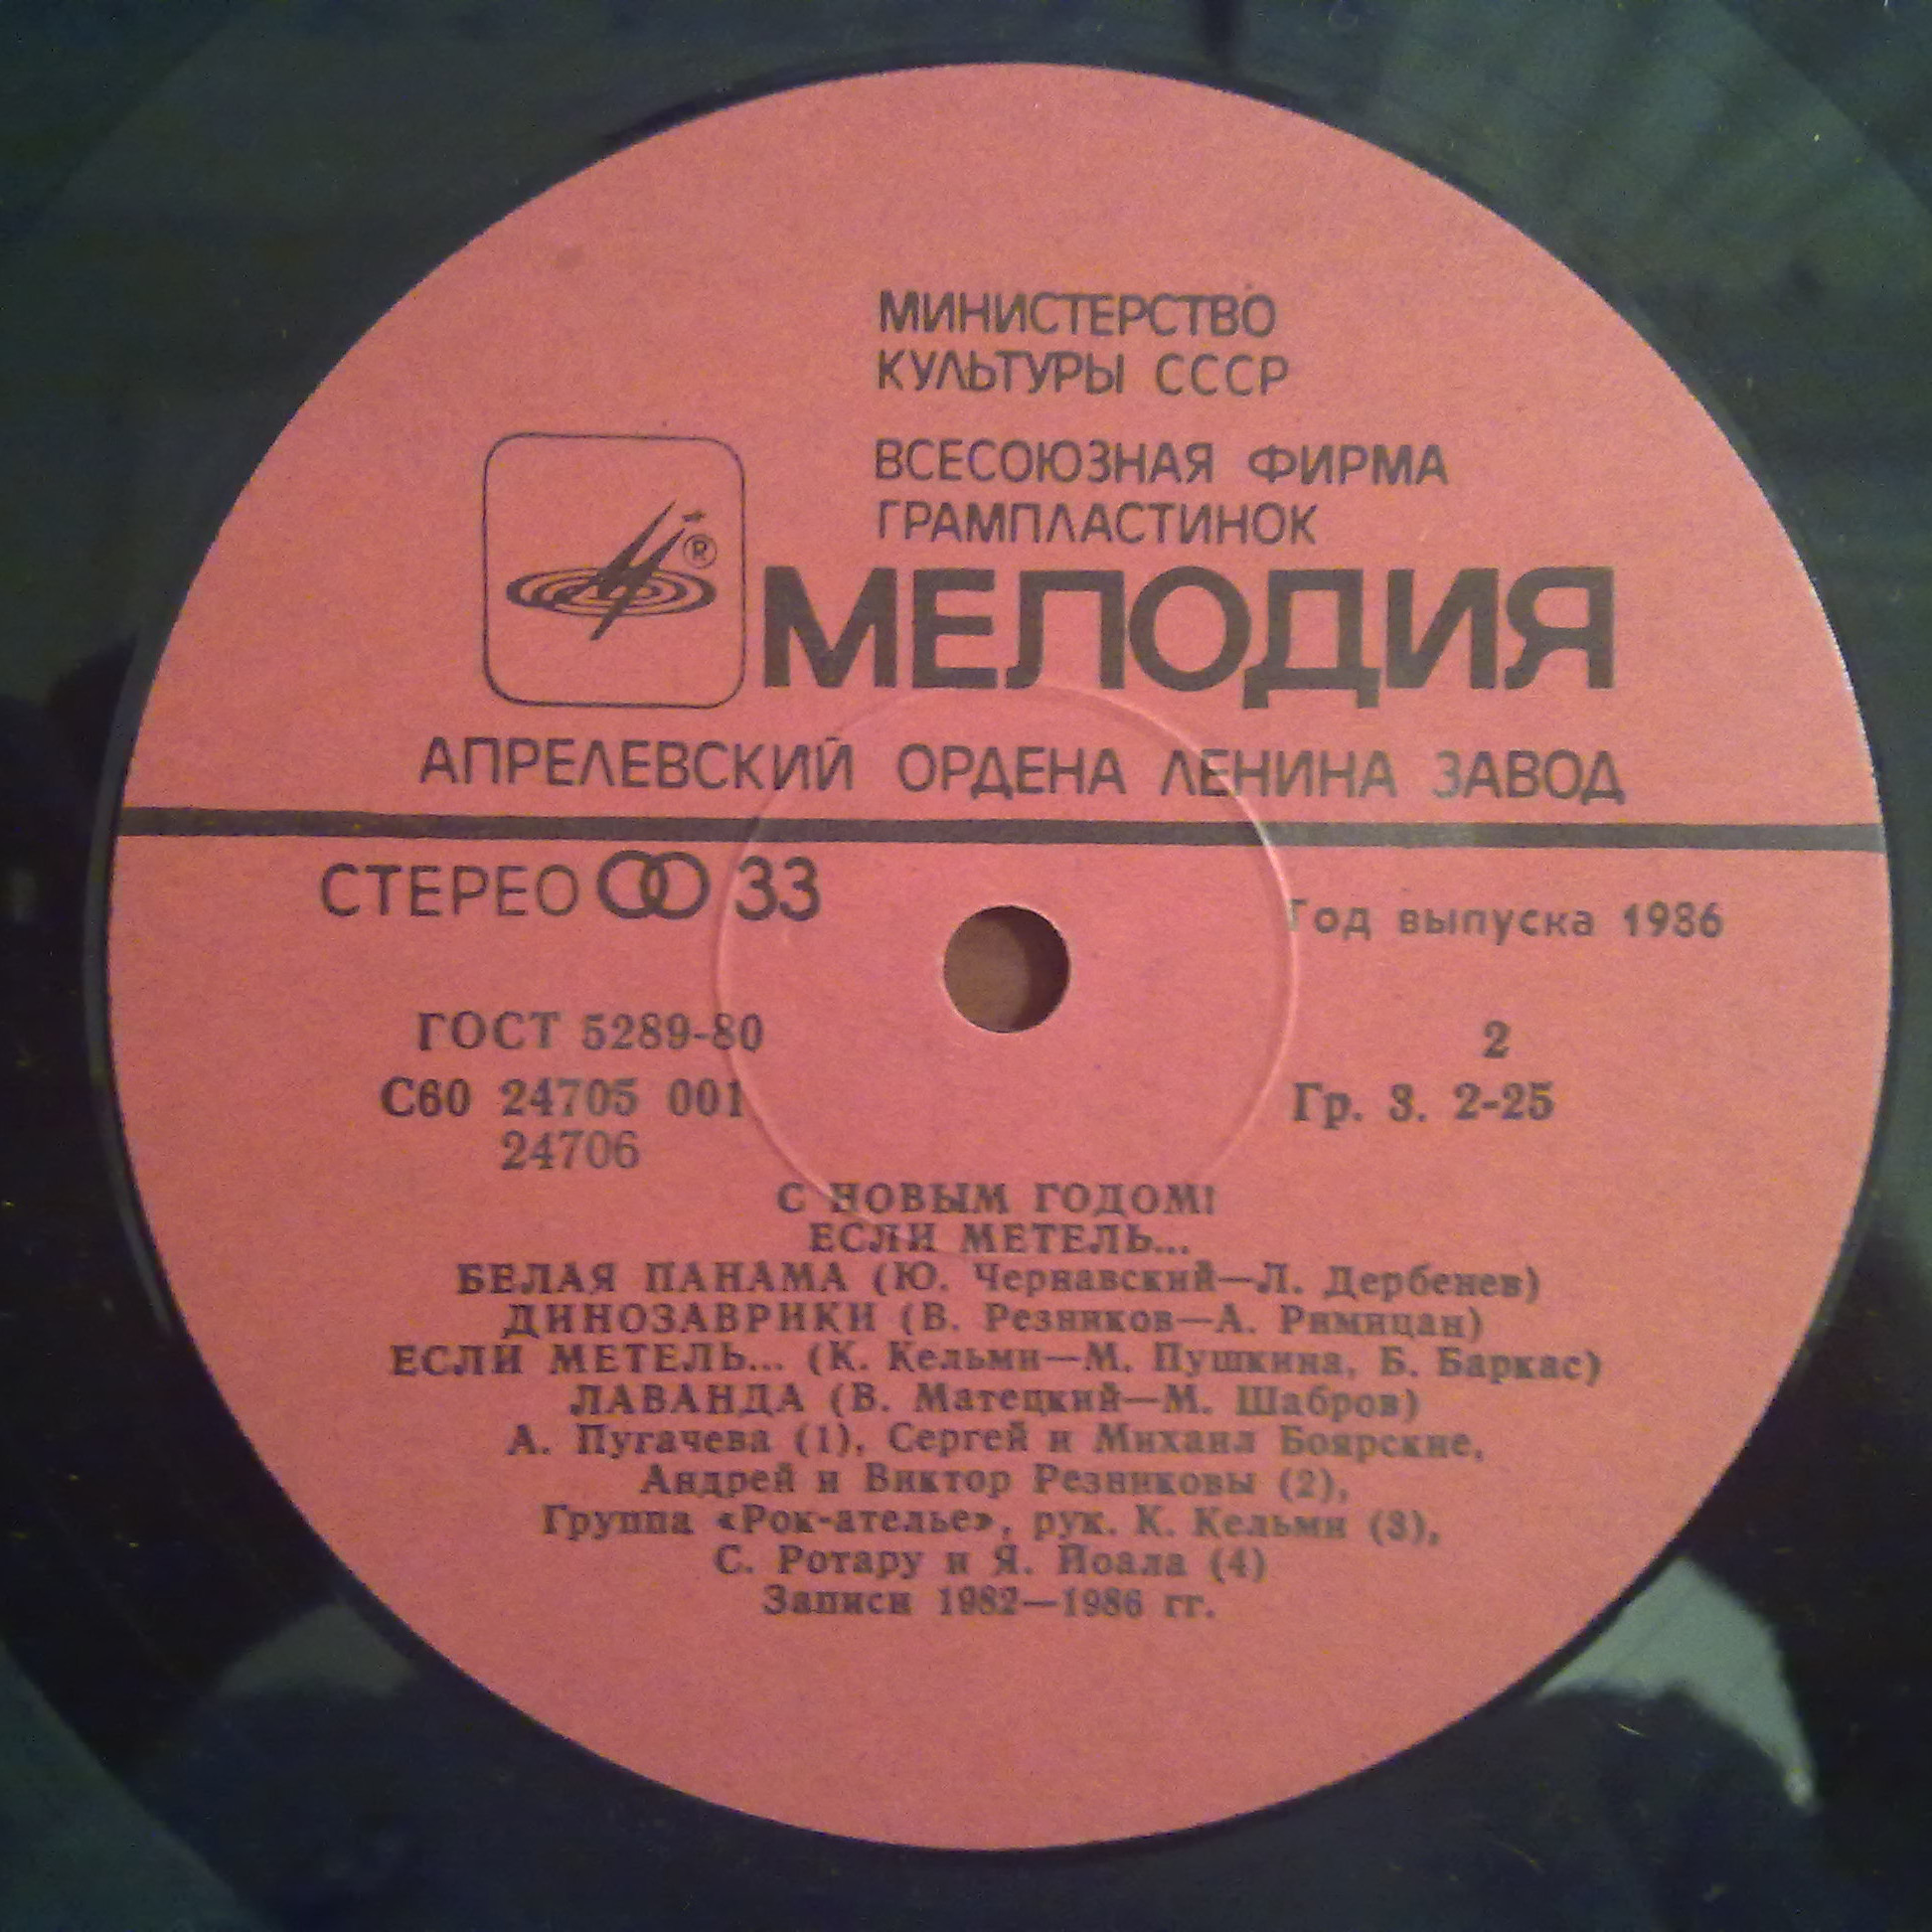 МИНИСТЕРСТВО
КУЛЬТУРЫ СССР
ВСЕСОЮЗНАЯ ФИРМА
ГРАМПЛАСТИНОК
®
МЕЛОДИЯ
АПРЕЛЕВСКИЙ ОРДЕНА ЛЕНИНА ЗАВОД
СТЕРЕО 33
Год выпуска 1986
ГОСТ 5289-80
2
С60 24705 001
Гр. 3. 2-25
24706
С НОВЫМ ГОДОМ!
ЕСЛИ МЕТЕЛЬ...
БЕЛАЯ ПАНАМА (Ю. Чернавский—Л. Дербенев)
ДИНОЗАВРИКИ (В. Резников—А. Римицан)
ЕСЛИ МЕТЕЛЬ... (К. Кельми—М. Пушкина, Б. Баркас)
ЛАВАНДА (В. Матецкий—М. Шабров)
А. Пугачева (1), Сергей и Михаил Боярские,
Андрей и Виктор Резниковы (2),
Группа «Рок-ателье», рук. К. Кельми (3),
С. Ротару и Я. Йоала (4)
Записи 1982—1986 гг.